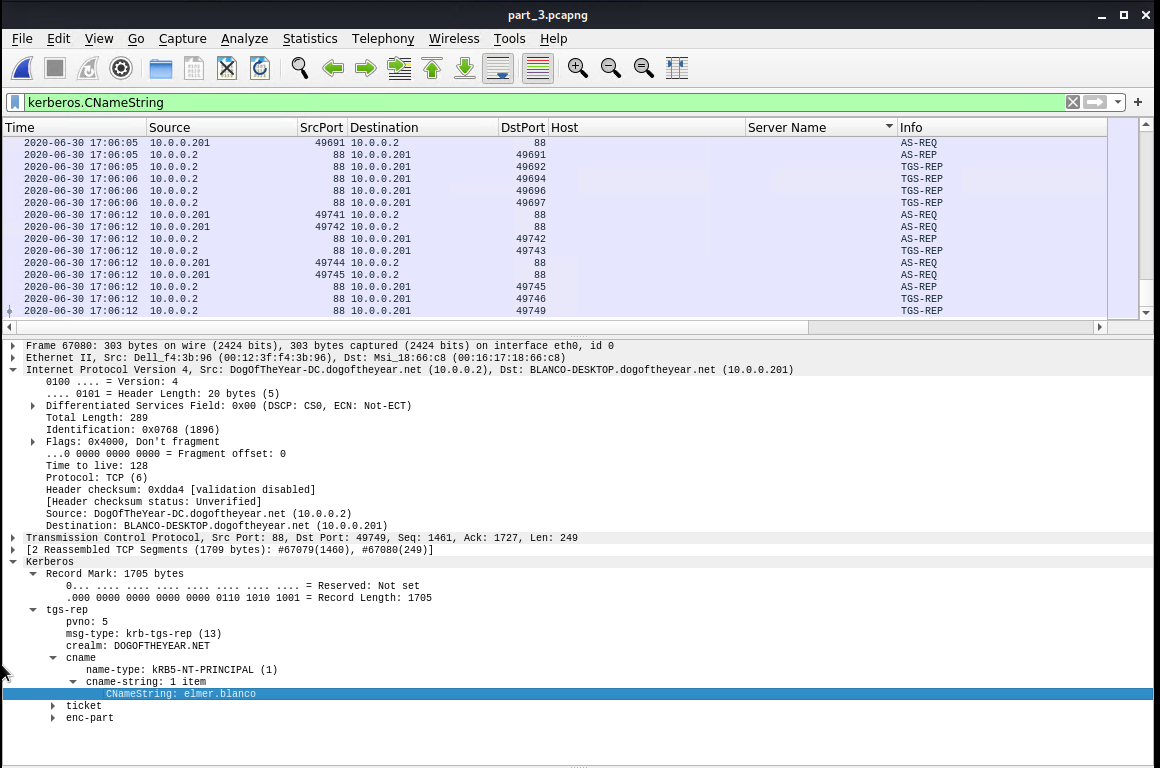 part_3.pcapng
File Edit View Go Capture Analyze Statistics Telephony Wireless Tools Help
kerberos.CNameString
Time Source SrcPort Destination DstPort Host Server Name Info
2020-06-30 17:06:05 10.0.0.201 49691 10.0.0.2 88 AS-REQ
2020-06-30 17:06:05 10.0.0.2 88 10.0.0.201 49691 AS-REP
2020-06-30 17:06:05 10.0.0.2 88 10.0.0.201 49692 TGS-REP
2020-06-30 17:06:06 10.0.0.2 88 10.0.0.201 49694 TGS-REP
2020-06-30 17:06:06 10.0.0.2 88 10.0.0.201 49696 TGS-REP
2020-06-30 17:06:06 10.0.0.2 88 10.0.0.201 49697 TGS-REP
2020-06-30 17:06:12 10.0.0.201 49741 10.0.0.2 88 AS-REQ
2020-06-30 17:06:12 10.0.0.201 49742 10.0.0.2 88 AS-REQ
2020-06-30 17:06:12 10.0.0.2 88 10.0.0.201 49742 AS-REP
2020-06-30 17:06:12 10.0.0.2 88 10.0.0.201 49743 TGS-REP
2020-06-30 17:06:12 10.0.0.201 49744 10.0.0.2 88 AS-REQ
2020-06-30 17:06:12 10.0.0.201 49745 10.0.0.2 88 AS-REQ
2020-06-30 17:06:12 10.0.0.2 88 10.0.0.201 49745 AS-REP
2020-06-30 17:06:12 10.0.0.2 88 10.0.0.201 49746 TGS-REP
2020-06-30 17:06:12 10.0.0.2 88 10.0.0.201 49749 TGS-REP
Frame 67080: 303 bytes on wire (2424 bits), 303 bytes captured (2424 bits) on interface eth0, id 0
Ethernet II, Src: Dell_f4:3b:96 (00:12:3f:f4:3b:96), Dst: Msi_18:66:c8 (00:16:17:18:66:c8)
Internet Protocol Version 4, Src: DogOfTheYear-DC.dogoftheyear.net (10.0.0.2), Dst: BLANCO-DESKTOP.dogoftheyear.net (10.0.0.201)
0100 .... = Version: 4
.... 0101 = Header Length: 20 bytes (5)
Differentiated Services Field: 0x00 (DSCP: CS0, ECN: Not-ECT)
Total Length: 289
Identification: 0x0768 (1896)
Flags: 0x4000, Don't fragment
...0 0000 0000 0000 = Fragment offset: 0
Time to live: 128
Protocol: TCP (6)
Header checksum: 0xdda4 [validation disabled]
[Header checksum status: Unverified]
Source: DogOfTheYear-DC.dogoftheyear.net (10.0.0.2)
Destination: BLANCO-DESKTOP.dogoftheyear.net (10.0.0.201)
Transmission Control Protocol, Src Port: 88, Dst Port: 49749, Seq: 1461, Ack: 1727, Len: 249
[2 Reassembled TCP Segments (1709 bytes): #67079(1460), #67080(249)]
Kerberos
Record Mark: 1705 bytes
0... .... .... .... .... .... .... .... = Reserved: Not set
.000 0000 0000 0000 0000 0110 1010 1001 = Record Length: 1705
tgs-rep
pvno: 5
msg-type: krb-tgs-rep (13)
crealm: DOGOFTHEYEAR.NET
cname
name-type: kRB5-NT-PRINCIPAL (1)
cname-string: 1 item
CNameString: elmer.blanco
ticket
enc-part